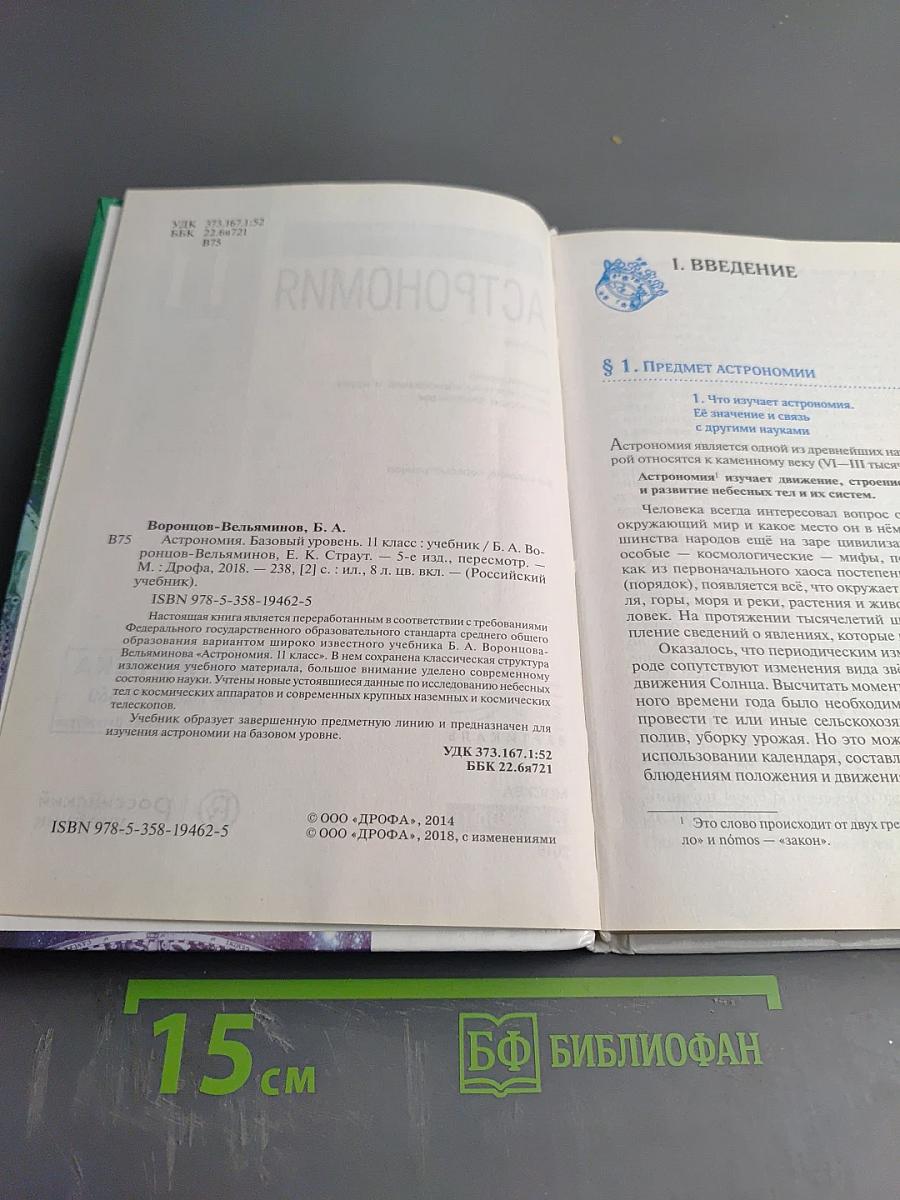 УДК 373.167.1:52
ББК 22.6я721
В75
АСТРОНОМИЯ
Воронцов-Вельяминов, Б. А.
В75 Астрономия. Базовый уровень. 11 класс : учебник / Б. А. Во-
ронцов-Вельяминов, Е. К. Страут. — 5-е изд., пересмотр. —
М. : Дрофа, 2018. — 238, [2] с. : ил., 8 л. цв. вкл. — (Российский
учебник).
ISBN 978-5-358-19462-5
Настоящая книга является переработанным в соответствии с требованиями
Федерального государственного образовательного стандарта среднего общего
образования вариантом широко известного учебника Б. А. Воронцова-
Вельяминова «Астрономия. 11 класс». В нем сохранена классическая структура
изложения учебного материала, большое внимание уделено современному
состоянию науки. Учтены новые устоявшиеся данные по исследованию небесных
тел с космических аппаратов и современных крупных наземных и космических
телескопов.
Учебник образует завершенную предметную линию и предназначен для
изучения астрономии на базовом уровне.
УДК 373.167.1:52
ББК 22.6я721
ISBN 978-5-358-19462-5
© ООО «ДРОФА», 2014
© ООО «ДРОФА», 2018, с изменениями
I. ВВЕДЕНИЕ
§ 1. ПРЕДМЕТ АСТРОНОМИИ
1. Что изучает астрономия.
Её значение и связь
с другими науками
Астрономия является одной из древнейших на
рой относятся к каменному веку (VI—III тысяч
Астрономия¹ изучает движение, строение
и развитие небесных тел и их систем.
Человека всегда интересовал вопрос о
окружающий мир и какое место он в нём
шинства народов ещё на заре цивилиза
особые — космологические — мифы, по
как из первоначального хаоса постепен
(порядок), появляется всё, что окружает
ля, горы, моря и реки, растения и живо
ловек. На протяжении тысячелетий ш
пление сведений о явлениях, которые
Оказалось, что периодическим изм
роде сопутствуют изменения вида звё
движения Солнца. Высчитать момент
ного времени года было необходим
провести те или иные сельскохозя
полив, уборку урожая. Но это мож
использовании календаря, составл
блюдениям положения и движени
¹ Это слово происходит от двух гре
ло» и nómos — «закон».
15 см
БФ БИБЛИОФАН